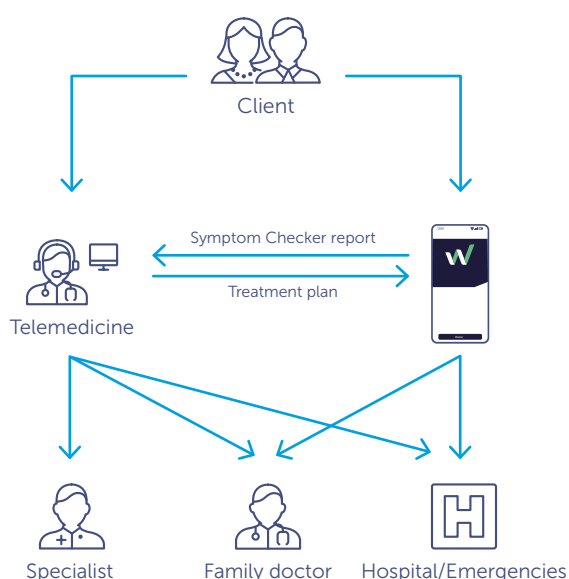 Client
Symptom Checker report
Treatment plan
Telemedicine
Specialist
Family doctor
Hospital/Emergencies